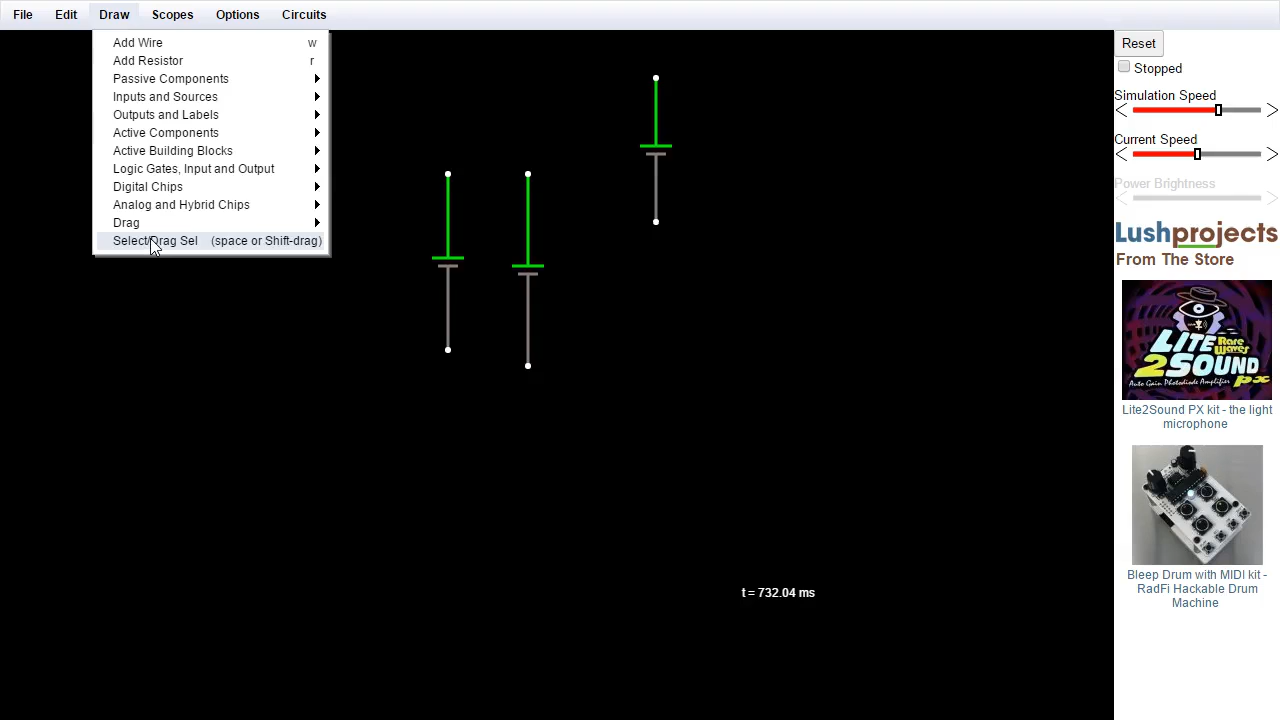 File Edit Draw Scopes Options Circuits
Add Wire w
Add Resistor r
Passive Components
Inputs and Sources
Outputs and Labels
Active Components
Active Building Blocks
Logic Gates, Input and Output
Digital Chips
Analog and Hybrid Chips
Drag
Select/Drag Sel (space or Shift-drag)
t = 732.04 ms
Reset
Stopped
Simulation Speed
Current Speed
Power Brightness
Lushprojects
From The Store
LITE
Rare
Waves
2SOUND
px
Auto Gain Photodiode Amplifier
Lite2Sound PX kit - the light
microphone
Bleep Drum with MIDI kit -
RadFi Hackable Drum
Machine